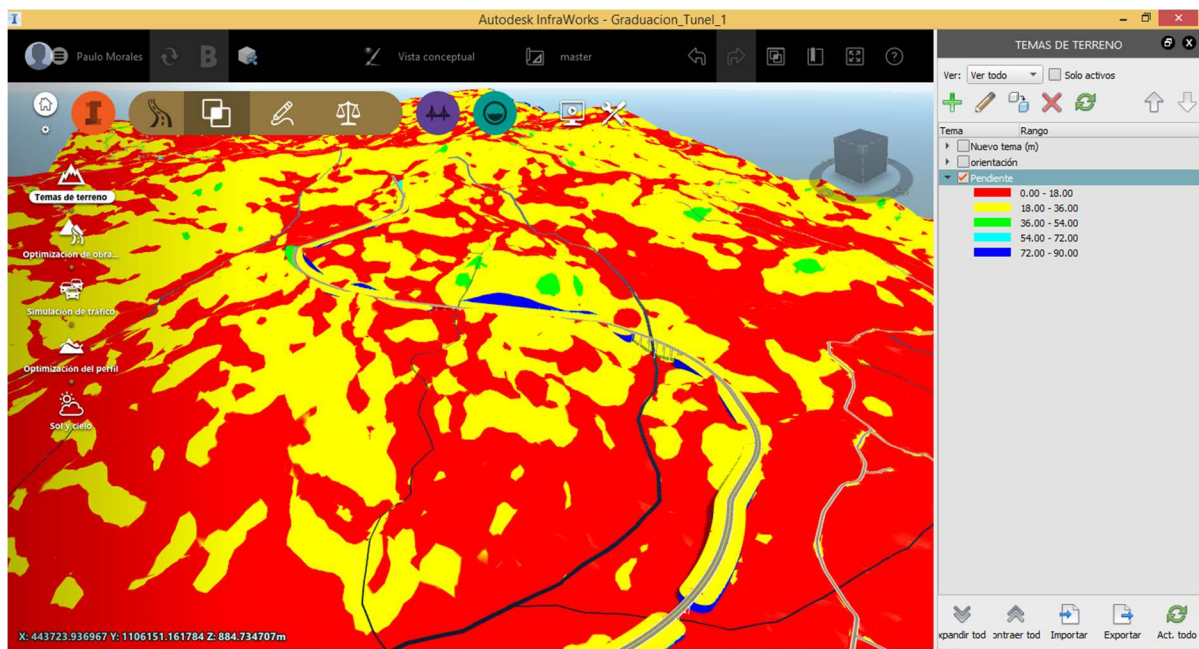 Autodesk InfraWorks - Graduacion_Tunel_1
Paulo Morales
B
Vista conceptual
master
Temas de terreno
Optimización de obra...
Simulación de tráfico
Optimización del perfil
Sol y cielo
X: 443723.936967 Y: 1106151.161784 Z: 884.734707m
TEMAS DE TERRENO
Ver: Ver todo Solo activos
Tema Rango
Nuevo tema (m)
orientación
Pendiente
0.00 - 18.00
18.00 - 36.00
36.00 - 54.00
54.00 - 72.00
72.00 - 90.00
xpandir tod ontraer tod Importar Exportar Act. todo